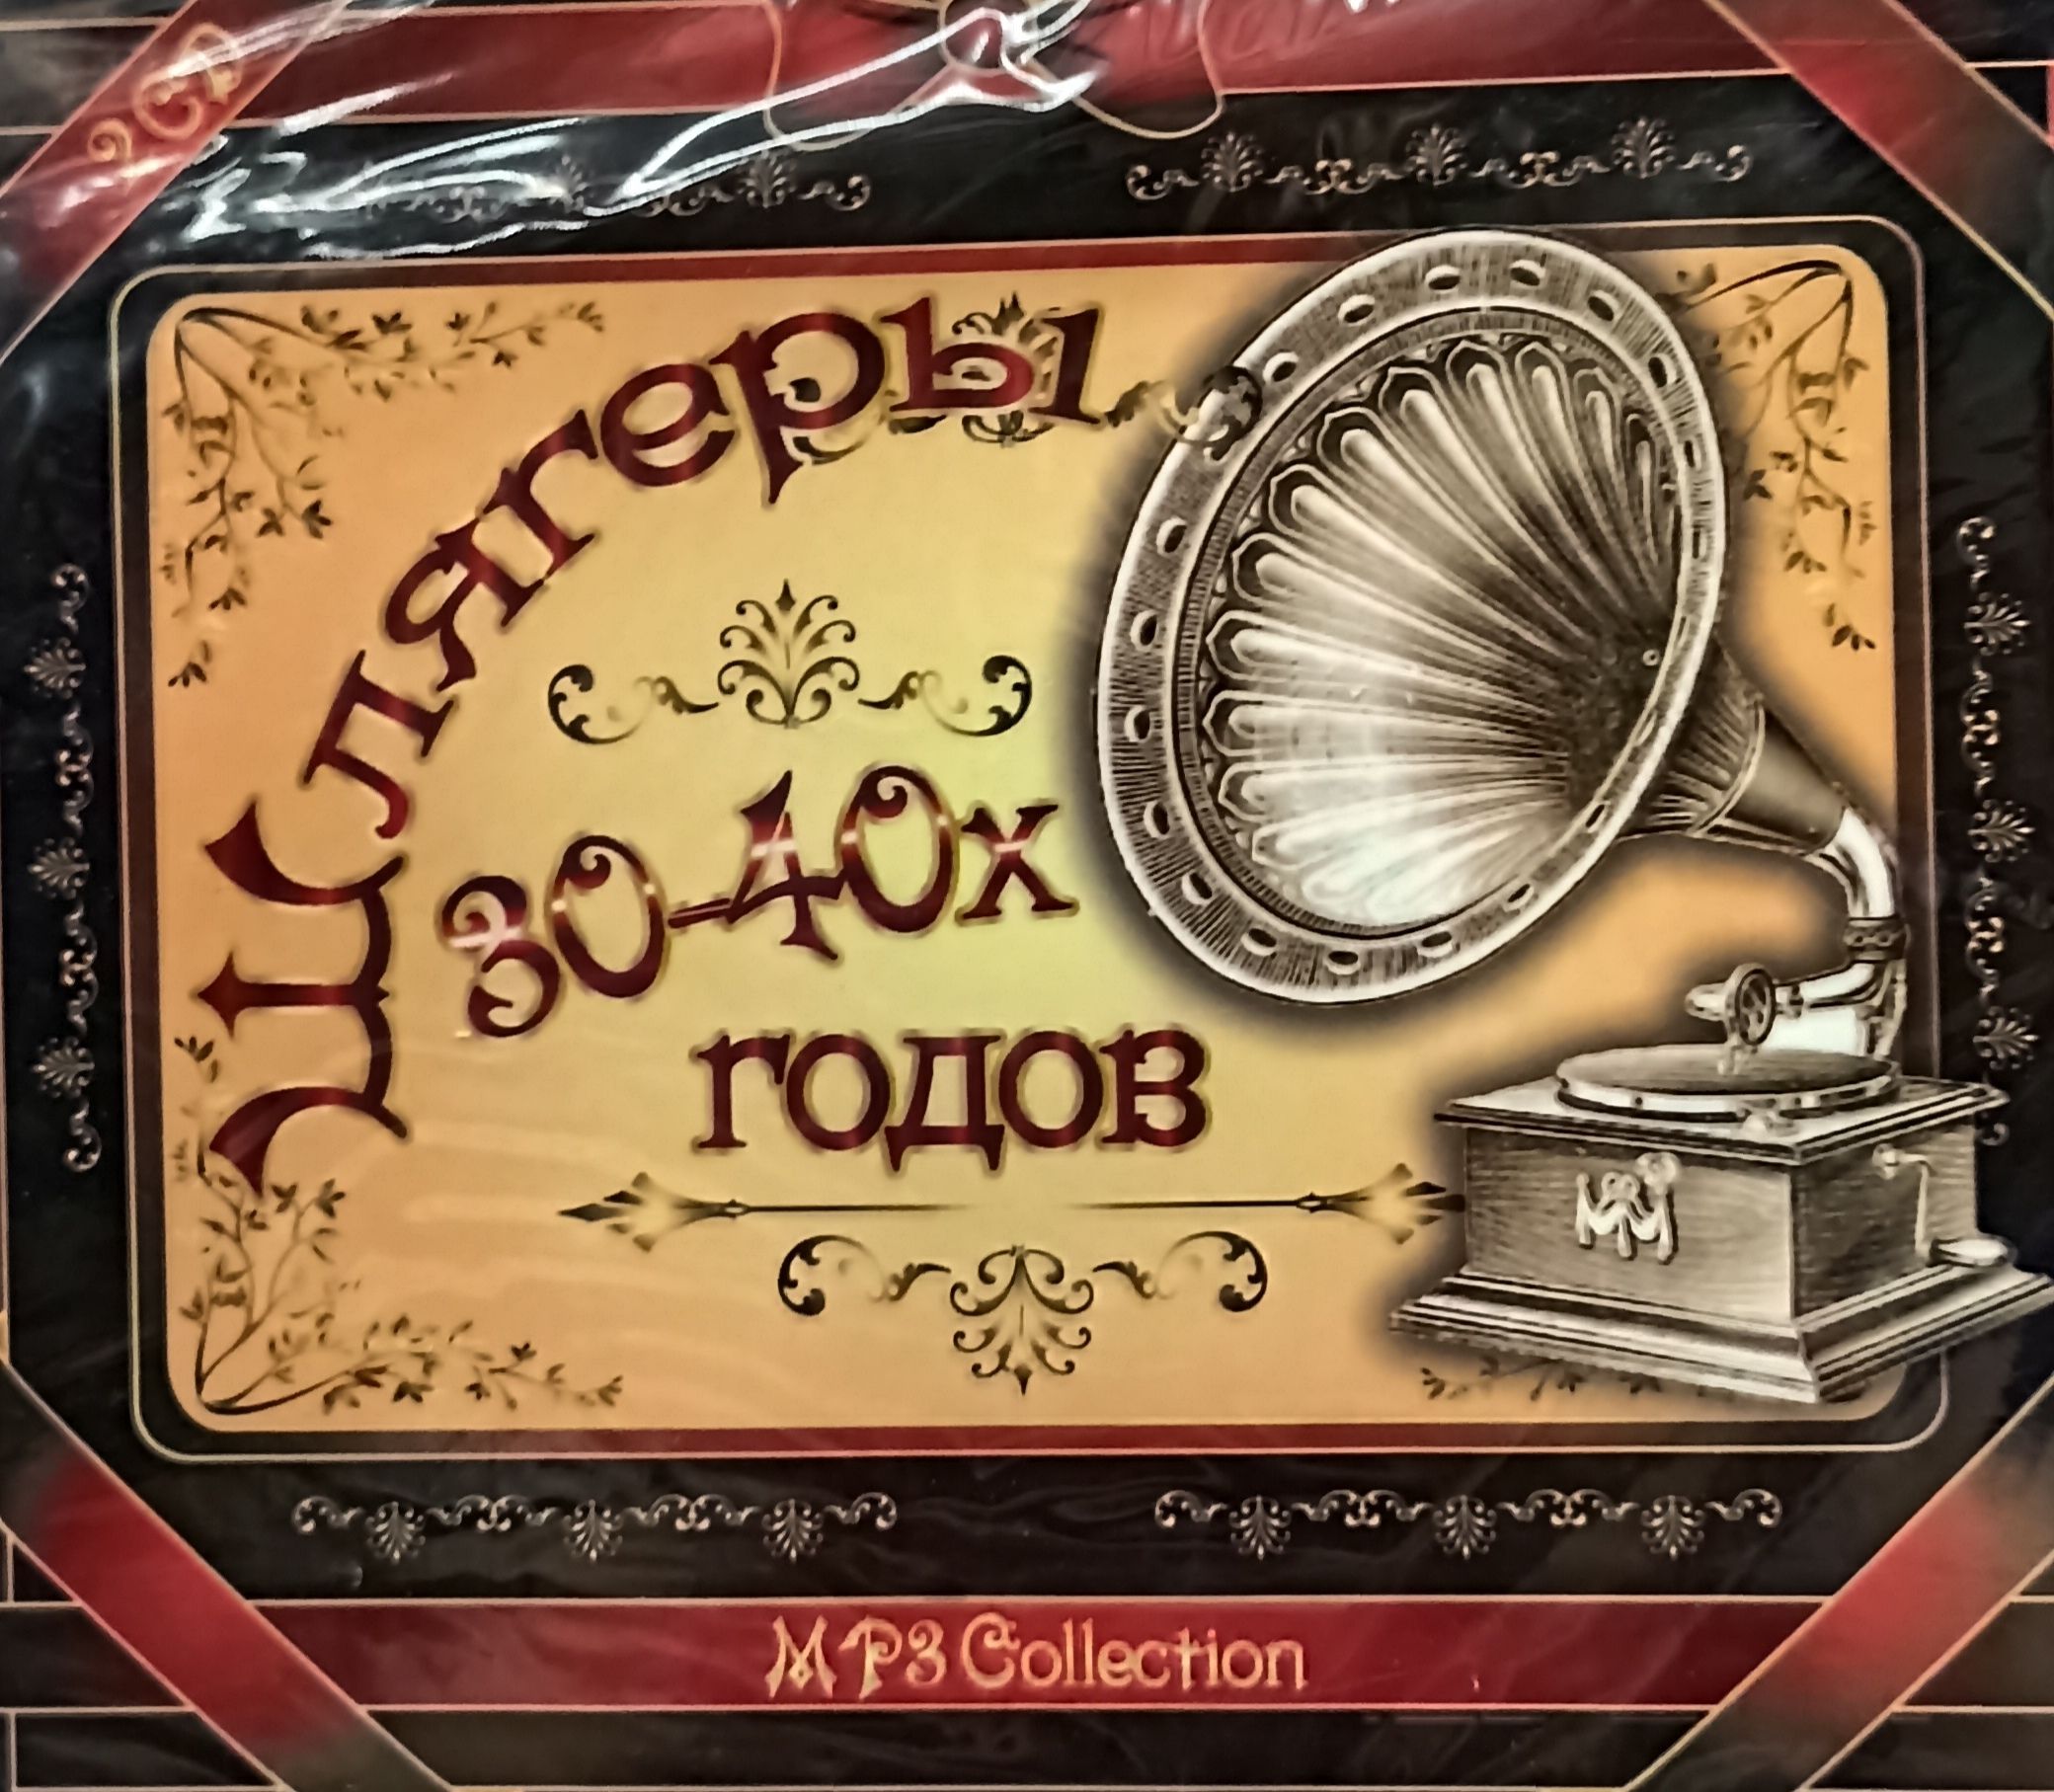 2CD
Шлягеры
30-40х
годов
MP3 Collection